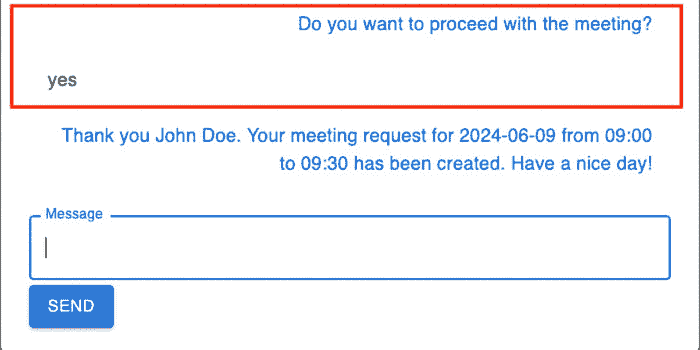 Do you want to proceed with the meeting?
yes
Thank you John Doe. Your meeting request for 2024-06-09 from 09:00
to 09:30 has been created. Have a nice day!
Message
SEND